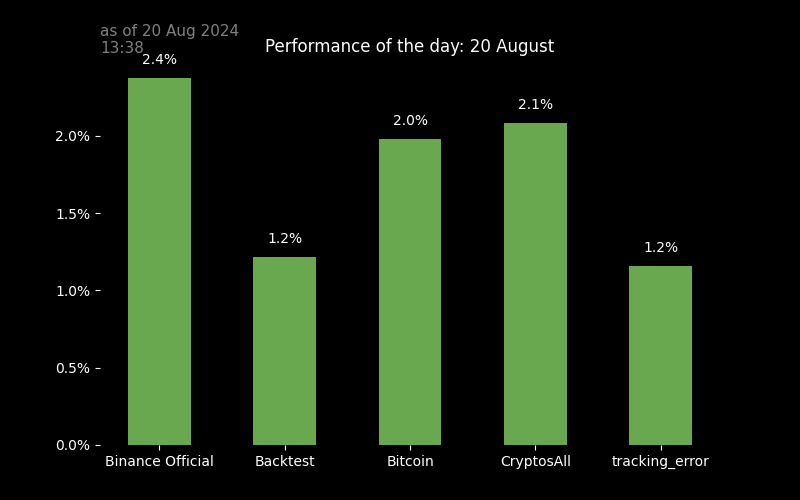 as of 20 Aug 2024
13:38
Performance of the day: 20 August
2.4%
1.2%
2.0%
2.1%
1.2%
2.0%
1.5%
1.0%
0.5%
0.0%
Binance Official
Backtest
Bitcoin
CryptosAll
tracking_error